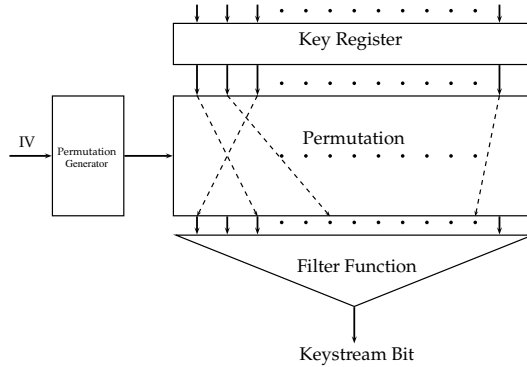 Key Register
IV
Permutation
Generator
Permutation
Filter Function
Keystream Bit